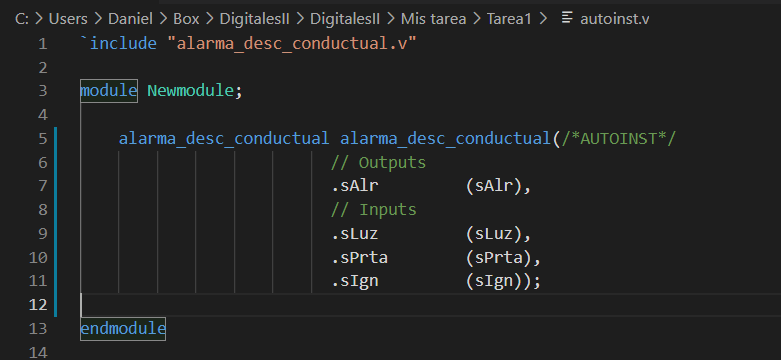 C: > Users > Daniel > Box > DigitalesII > DigitalesII > Mis tarea > Tarea1 > autoinst.v
1 `include "alarma_desc_conductual.v"
2
3 module Newmodule;
4
5 alarma_desc_conductual alarma_desc_conductual(/*AUTOINST*/
6 // Outputs
7 .sAlr (sAlr),
8 // Inputs
9 .sLuz (sLuz),
10 .sPrta (sPrta),
11 .sIgn (sIgn));
12
13 endmodule
14